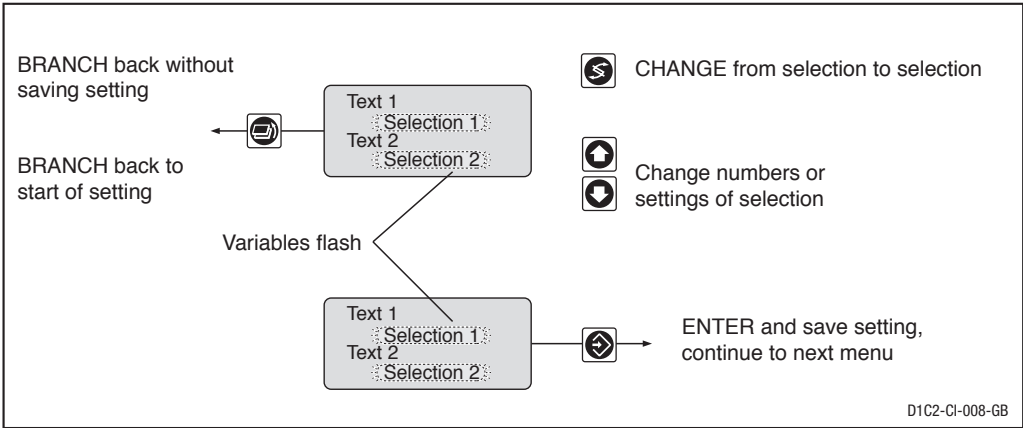 BRANCH back without
saving setting
BRANCH back to
start of setting
Text 1
Selection 1
Text 2
Selection 2
CHANGE from selection to selection
Change numbers or
settings of selection
Variables flash
Text 1
Selection 1
Text 2
Selection 2
ENTER and save setting,
continue to next menu
D1C2-CI-008-GB